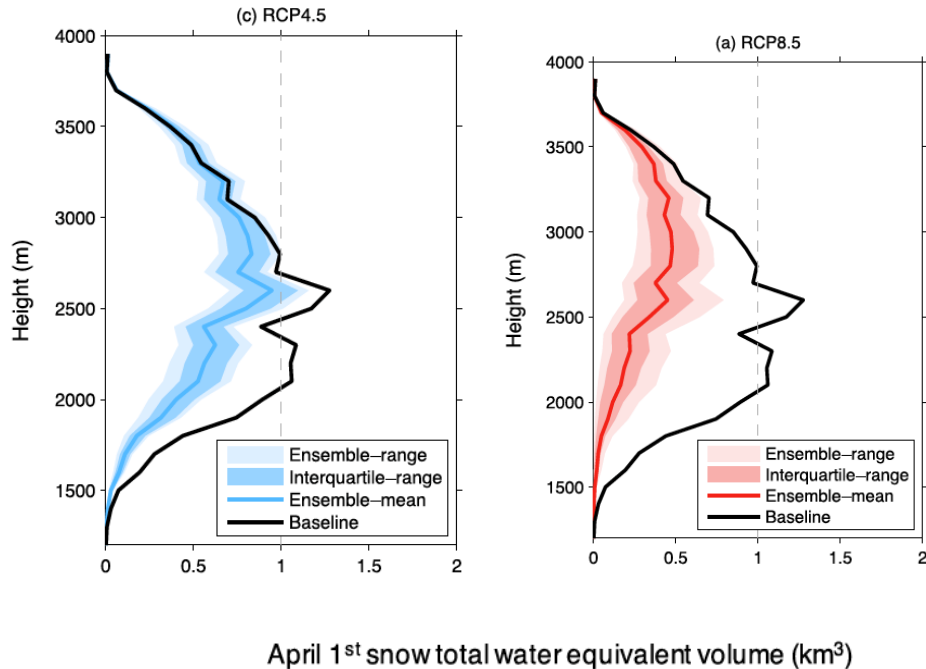 (c) RCP4.5
4000
3500
3000
2500
2000
1500
Height (m)
Ensemble−range
Interquartile−range
Ensemble−mean
Baseline
0 0.5 1 1.5 2
(a) RCP8.5
4000
3500
3000
2500
2000
1500
Height (m)
Ensemble−range
Interquartile−range
Ensemble−mean
Baseline
0 0.5 1 1.5 2
April 1st snow total water equivalent volume (km³)